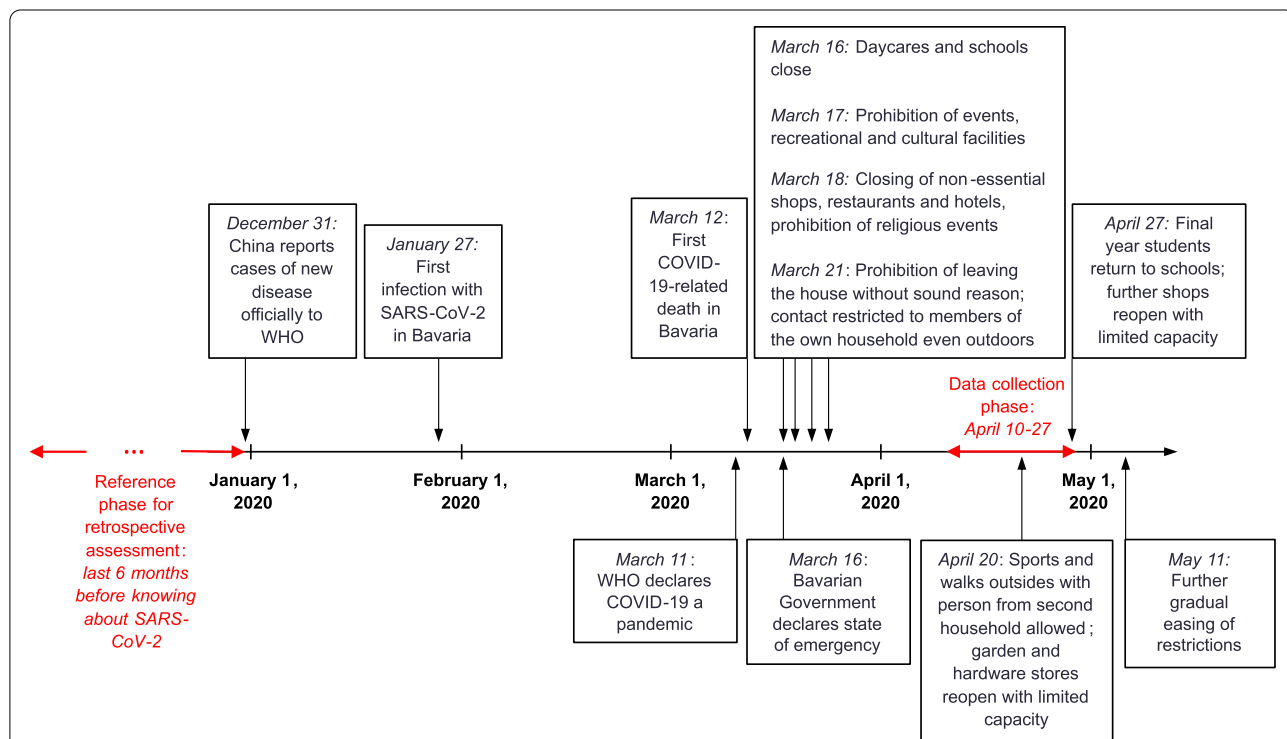 March 16: Daycares and schools
close
March 17: Prohibition of events,
recreational and cultural facilities
March 18: Closing of non-essential
shops, restaurants and hotels,
prohibition of religious events
March 21: Prohibition of leaving
the house without sound reason;
contact restricted to members of
the own household even outdoors
December 31:
China reports
cases of new
disease
officially to
WHO
January 27:
First
infection with
SARS-CoV-2
in Bavaria
March 12:
First
COVID-
19-related
death in
Bavaria
April 27: Final
year students
return to schools;
further shops
reopen with
limited capacity
Data collection
phase:
April 10-27
...
Reference
phase for
retrospective
assessment:
last 6 months
before knowing
about SARS-
CoV-2
January 1,
2020
February 1,
2020
March 1,
2020
April 1,
2020
May 1,
2020
March 11:
WHO declares
COVID-19 a
pandemic
March 16:
Bavarian
Government
declares state
of emergency
April 20: Sports and
walks outsides with
person from second
household allowed;
garden and
hardware stores
reopen with limited
capacity
May 11:
Further
gradual
easing of
restrictions